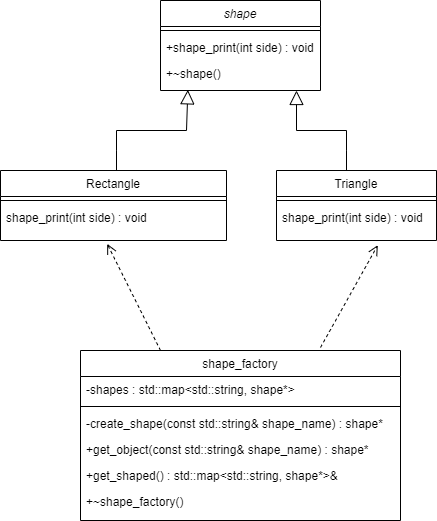 shape
+shape_print(int side) : void
+~shape()
Rectangle
shape_print(int side) : void
Triangle
shape_print(int side) : void
shape_factory
-shapes : std::map<std::string, shape*>
-create_shape(const std::string& shape_name) : shape*
+get_object(const std::string& shape_name) : shape*
+get_shaped() : std::map<std::string, shape*>&
+~shape_factory()